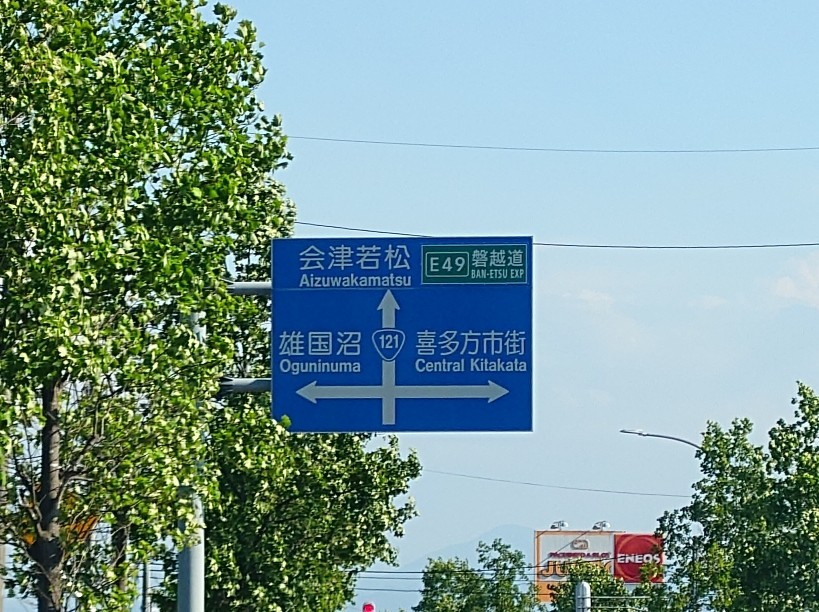 会津若松
Aizuwakamatsu
E49 磐越道
BAN-ETSU EXP
雄国沼
Oguninuma
121
喜多方市街
Central Kitakata
ENEOS